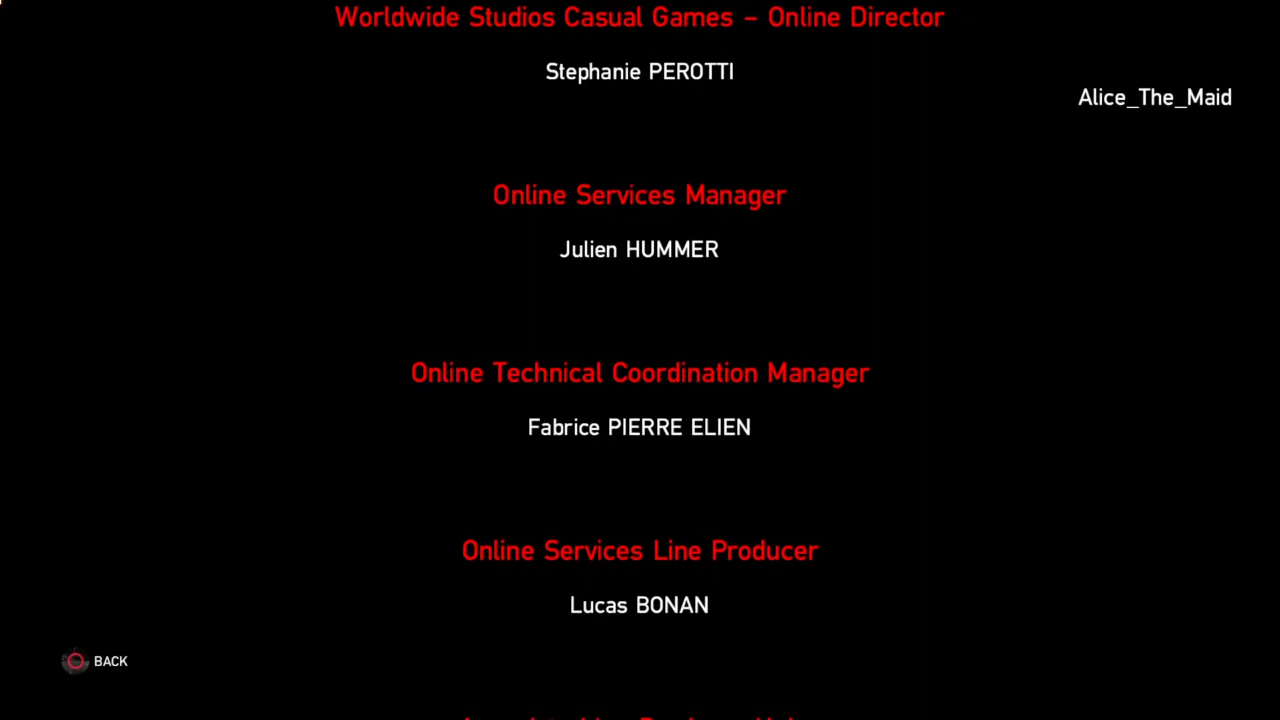 Worldwide Studios Casual Games – Online Director
Stephanie PEROTTI
Alice_The_Maid
Online Services Manager
Julien HUMMER
Online Technical Coordination Manager
Fabrice PIERRE ELIEN
Online Services Line Producer
Lucas BONAN
BACK